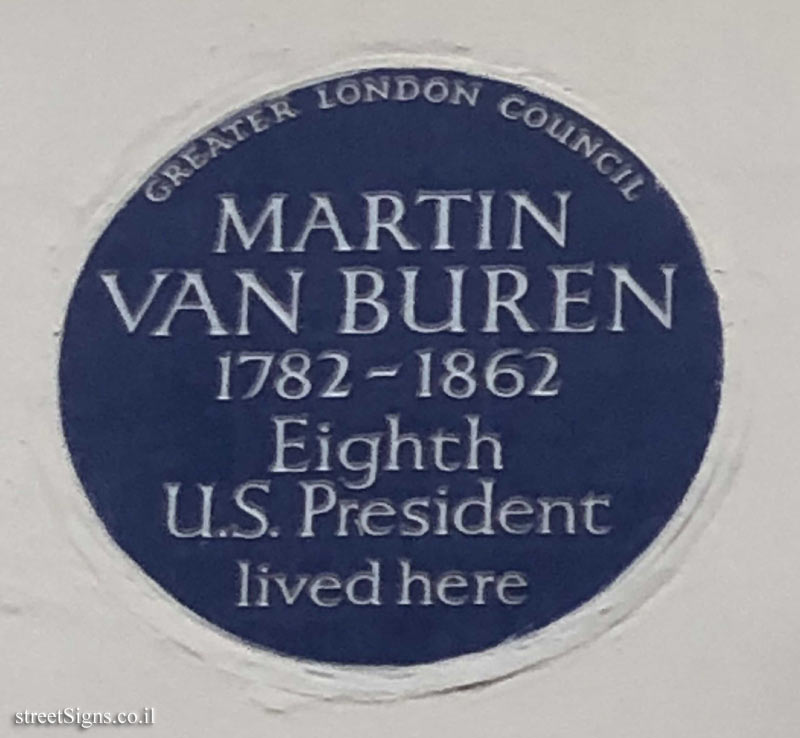 GREATER LONDON COUNCIL
MARTIN
VAN BUREN
1782-1862
Eighth
U.S. President
lived here
streetSigns.co.il